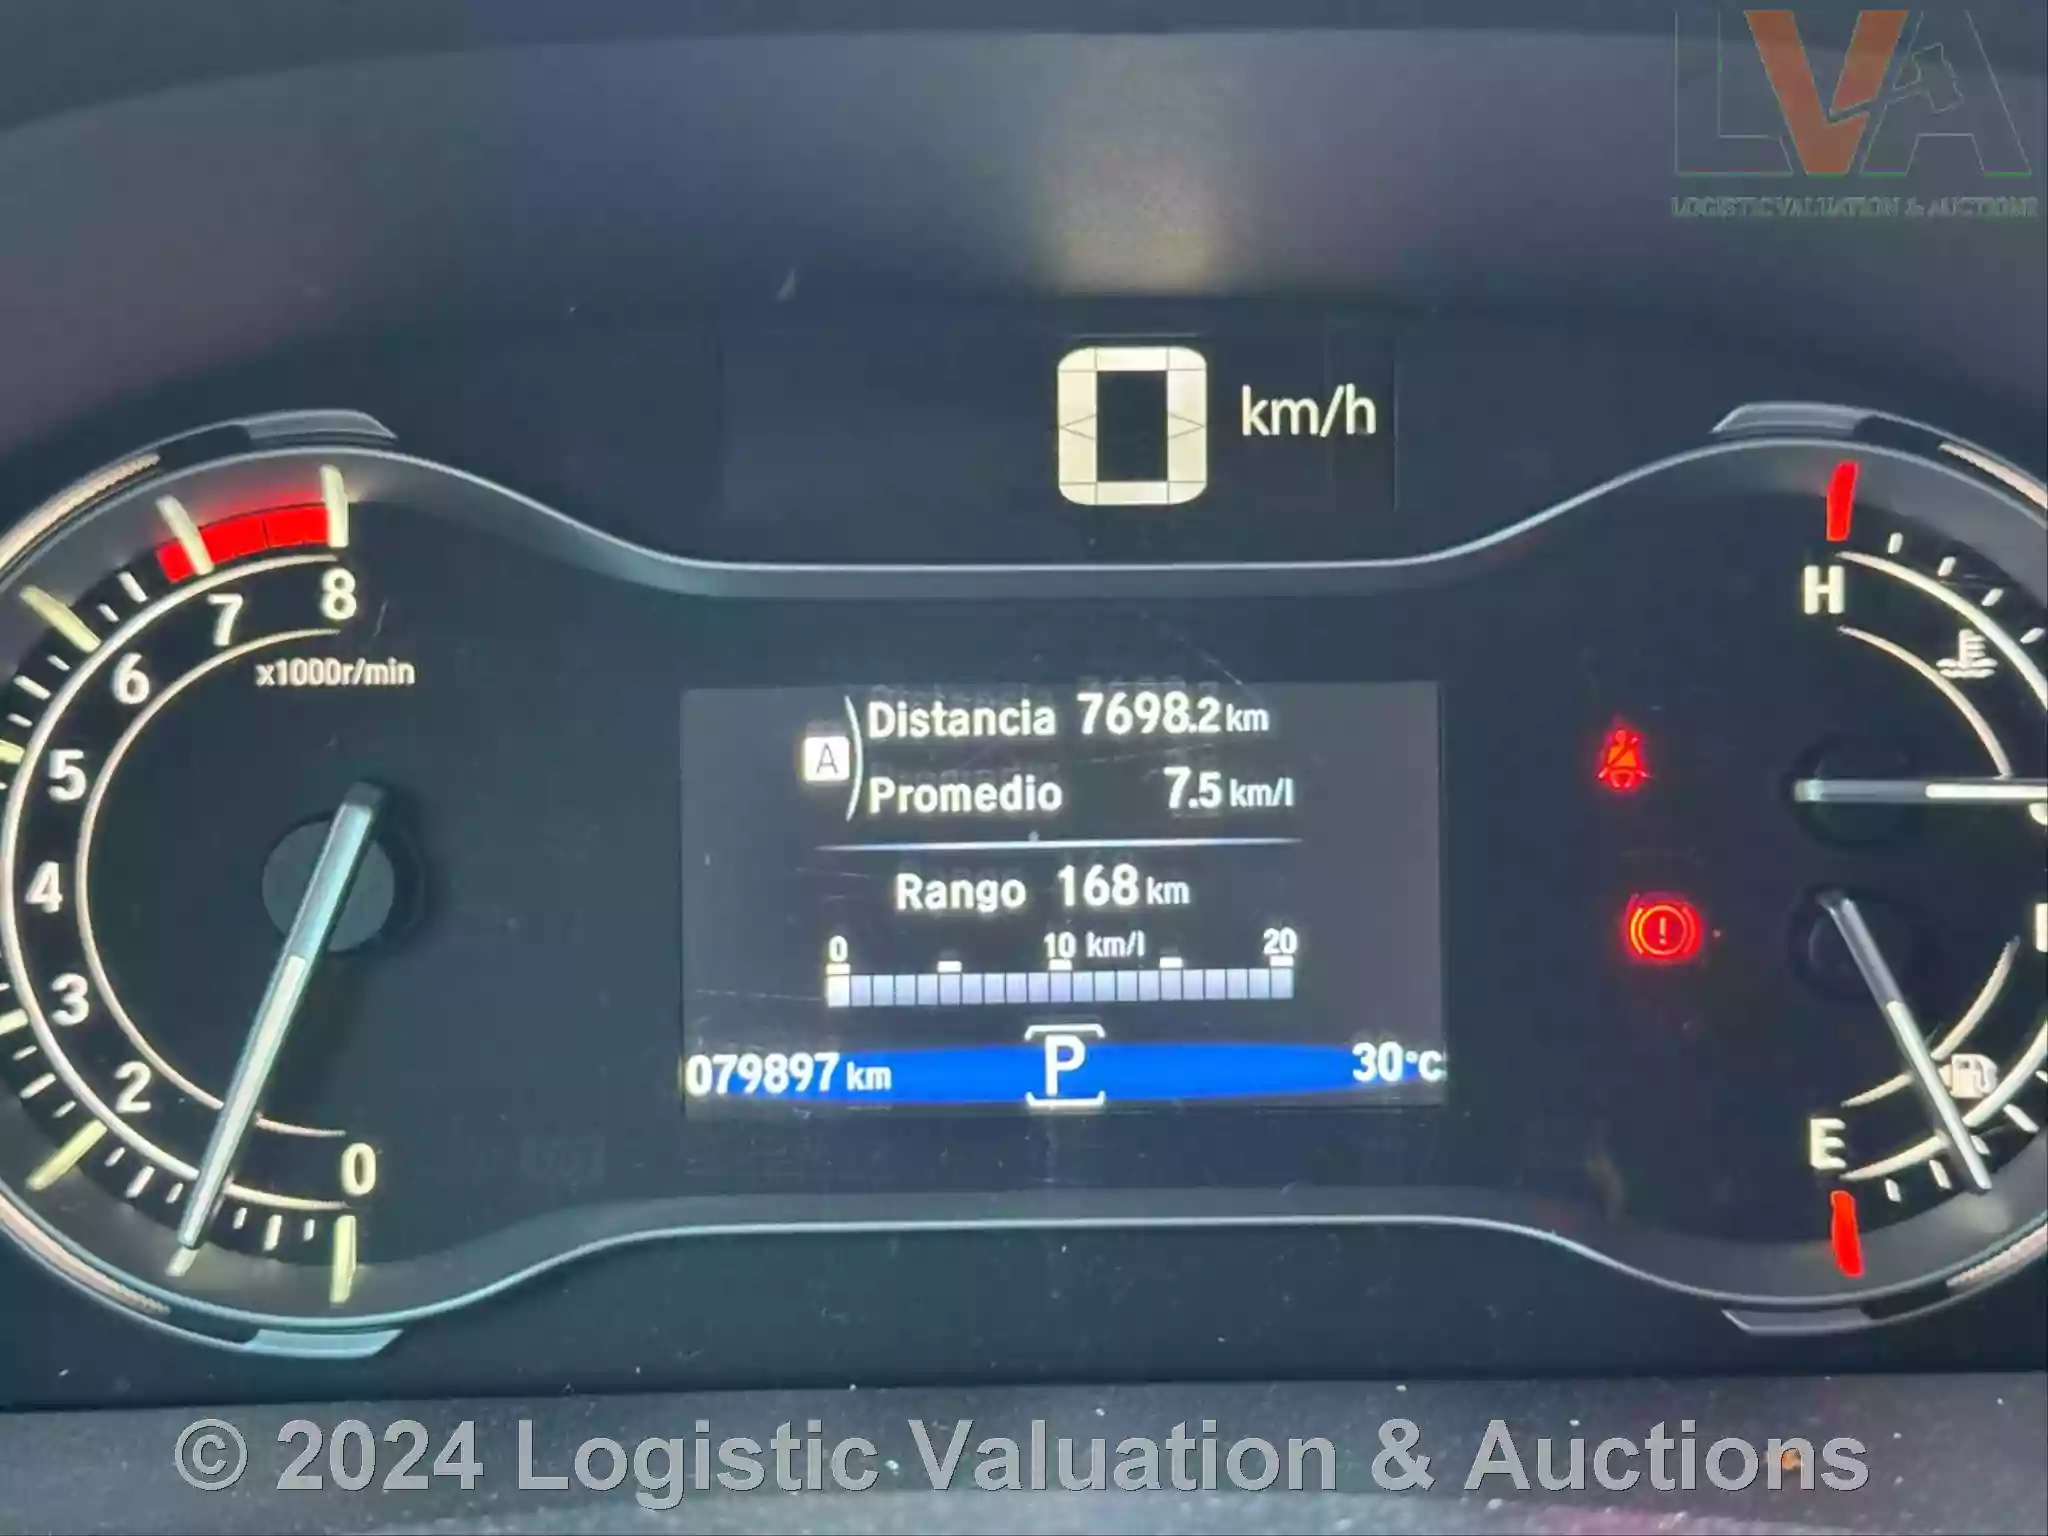 LVA
LOGISTIC VALUATION & AUCTIONS
0 km/h
8
7
6
5
4
3
2
0
x1000r/min
H
E
A
Distancia 7698.2 km
Promedio 7.5 km/l
Rango 168 km
0 10 km/l 20
079897 km P 30°C
© 2024 Logistic Valuation & Auctions